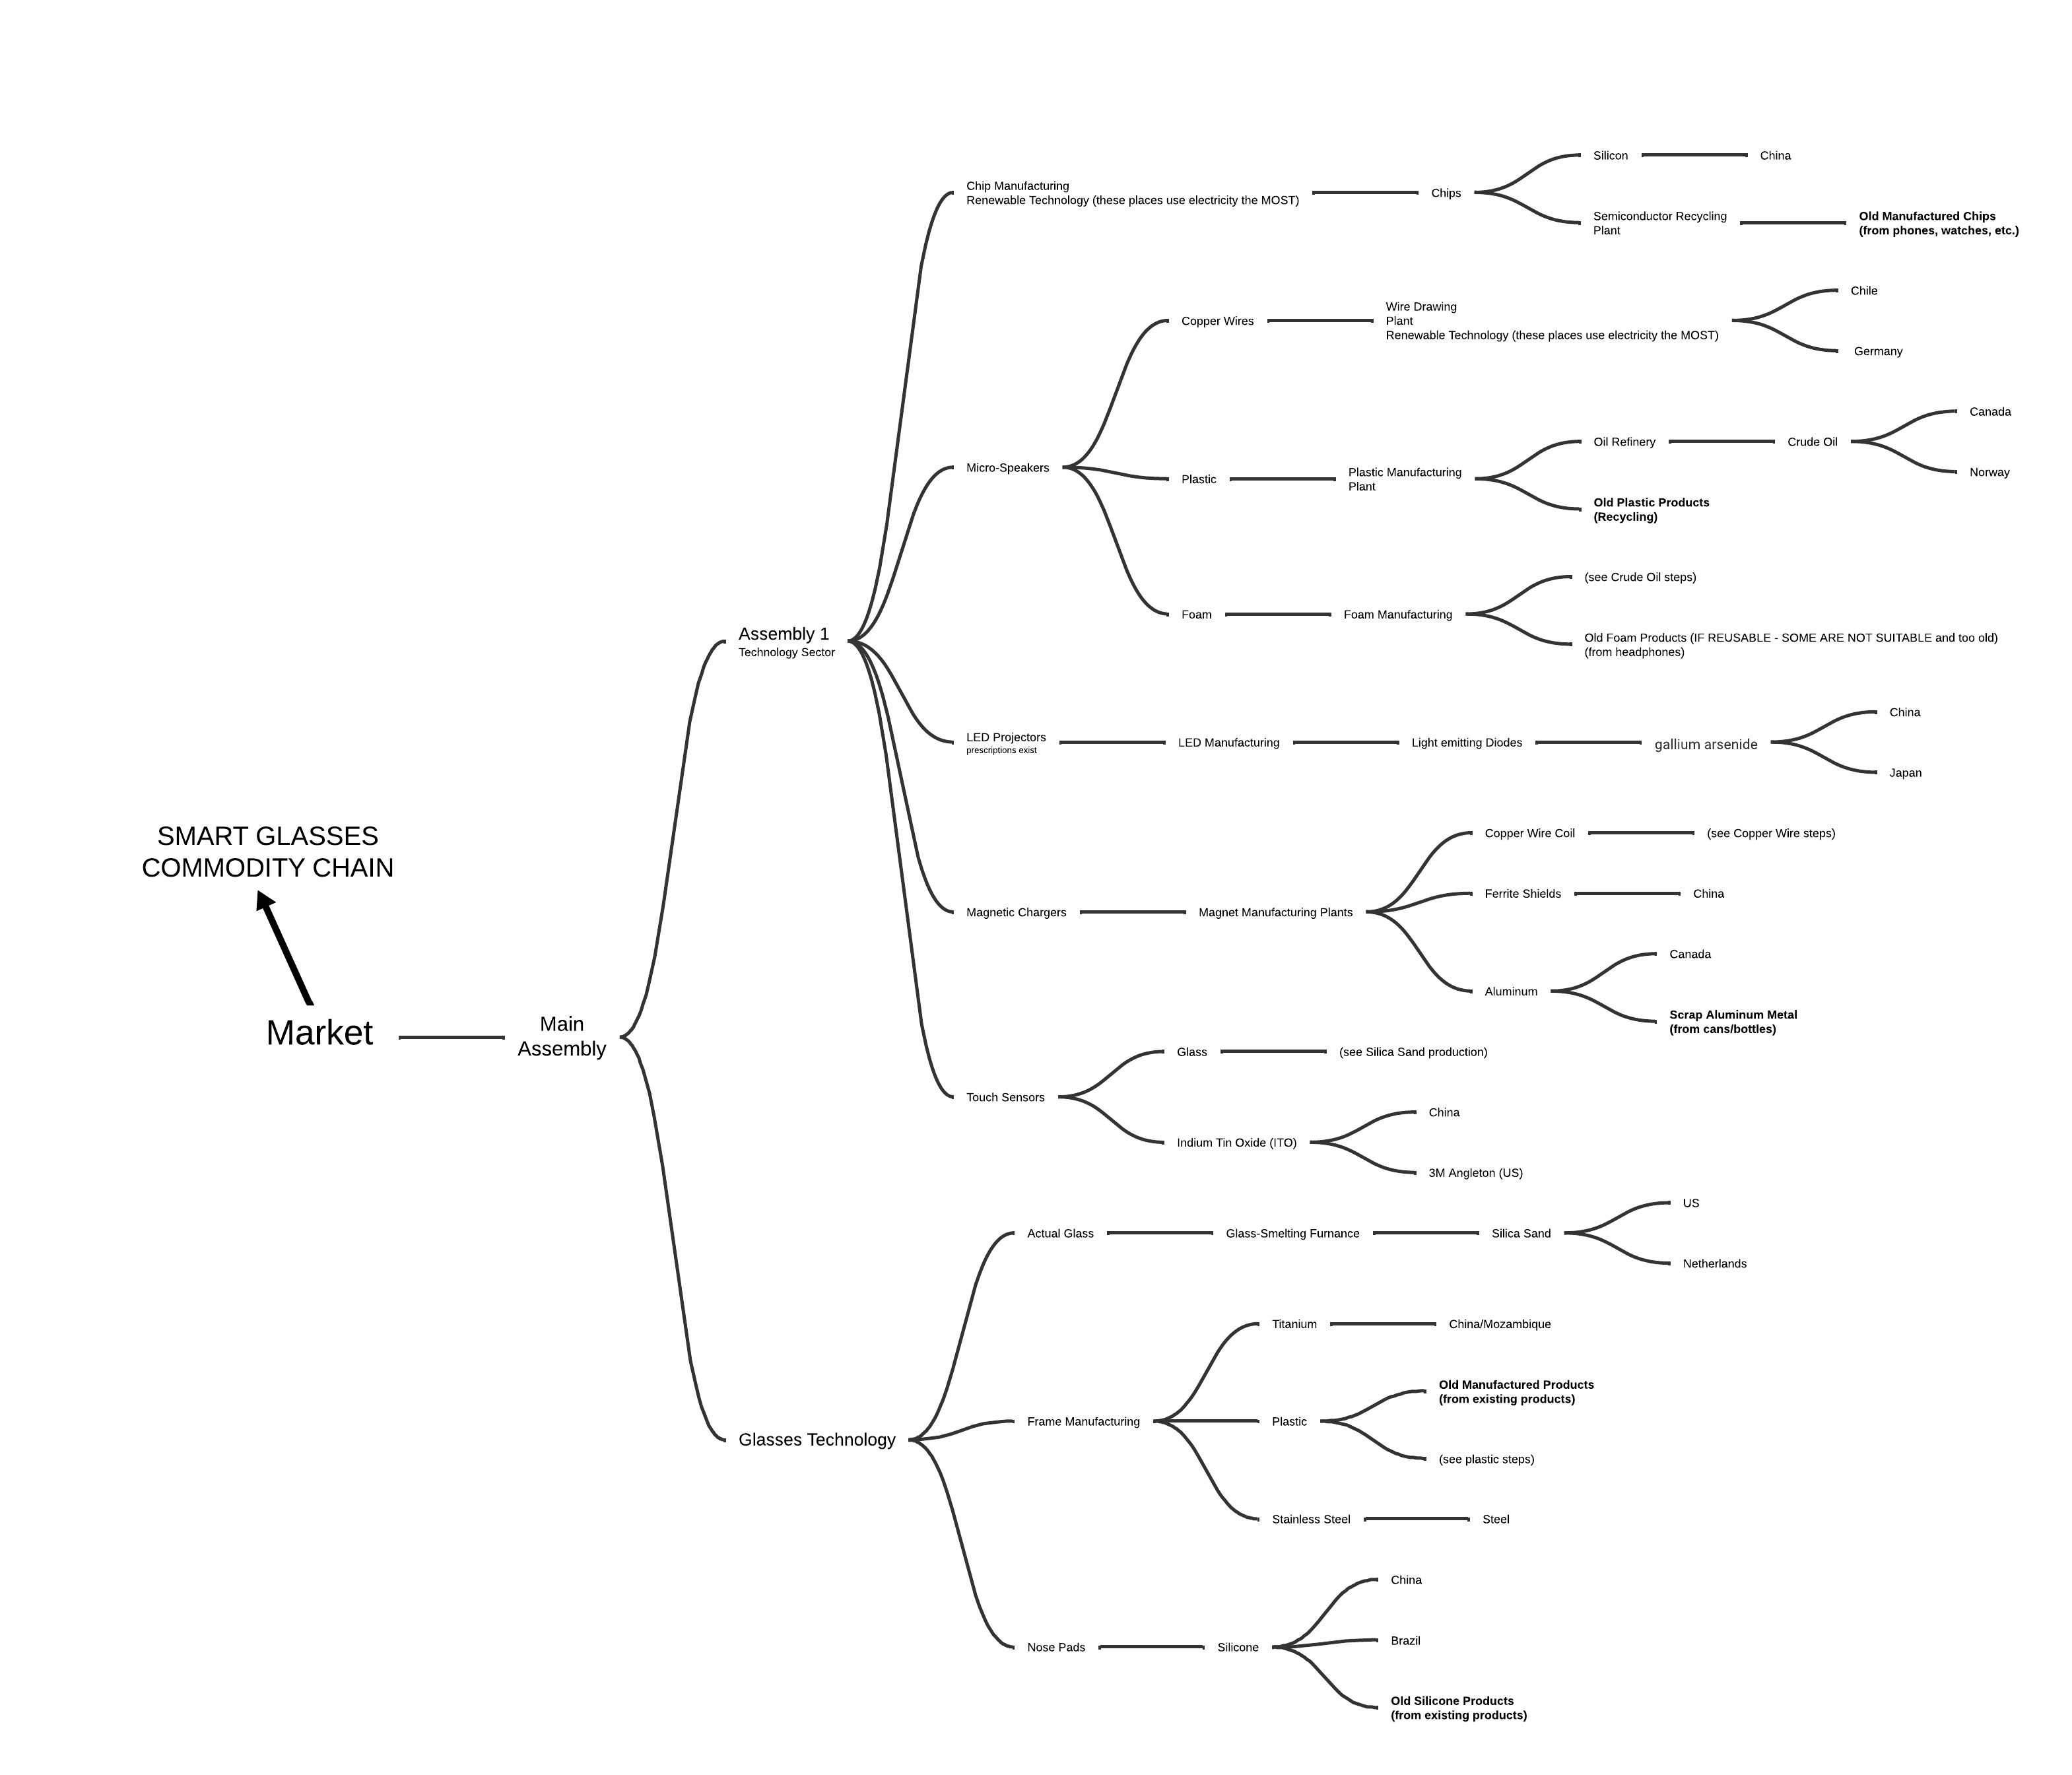 SMART GLASSES
COMMODITY CHAIN
Market
Main
Assembly
Assembly 1
Technology Sector
Chip Manufacturing
Renewable Technology (these places use electricity the MOST)
Chips
Silicon
China
Semiconductor Recycling
Plant
Old Manufactured Chips
(from phones, watches, etc.)
Micro-Speakers
Copper Wires
Wire Drawing
Plant
Renewable Technology (these places use electricity the MOST)
Chile
Germany
Plastic
Plastic Manufacturing
Plant
Oil Refinery
Crude Oil
Canada
Norway
Old Plastic Products
(Recycling)
Foam
Foam Manufacturing
(see Crude Oil steps)
Old Foam Products (IF REUSABLE - SOME ARE NOT SUITABLE and too old)
(from headphones)
LED Projectors
prescriptions exist
LED Manufacturing
Light emitting Diodes
gallium arsenide
China
Japan
Magnetic Chargers
Magnet Manufacturing Plants
Copper Wire Coil
(see Copper Wire steps)
Ferrite Shields
China
Aluminum
Canada
Scrap Aluminum Metal
(from cans/bottles)
Touch Sensors
Glass
(see Silica Sand production)
Indium Tin Oxide (ITO)
China
3M Angleton (US)
Glasses Technology
Actual Glass
Glass-Smelting Furnance
Silica Sand
US
Netherlands
Frame Manufacturing
Titanium
China/Mozambique
Plastic
Old Manufactured Products
(from existing products)
(see plastic steps)
Stainless Steel
Steel
Nose Pads
Silicone
China
Brazil
Old Silicone Products
(from existing products)